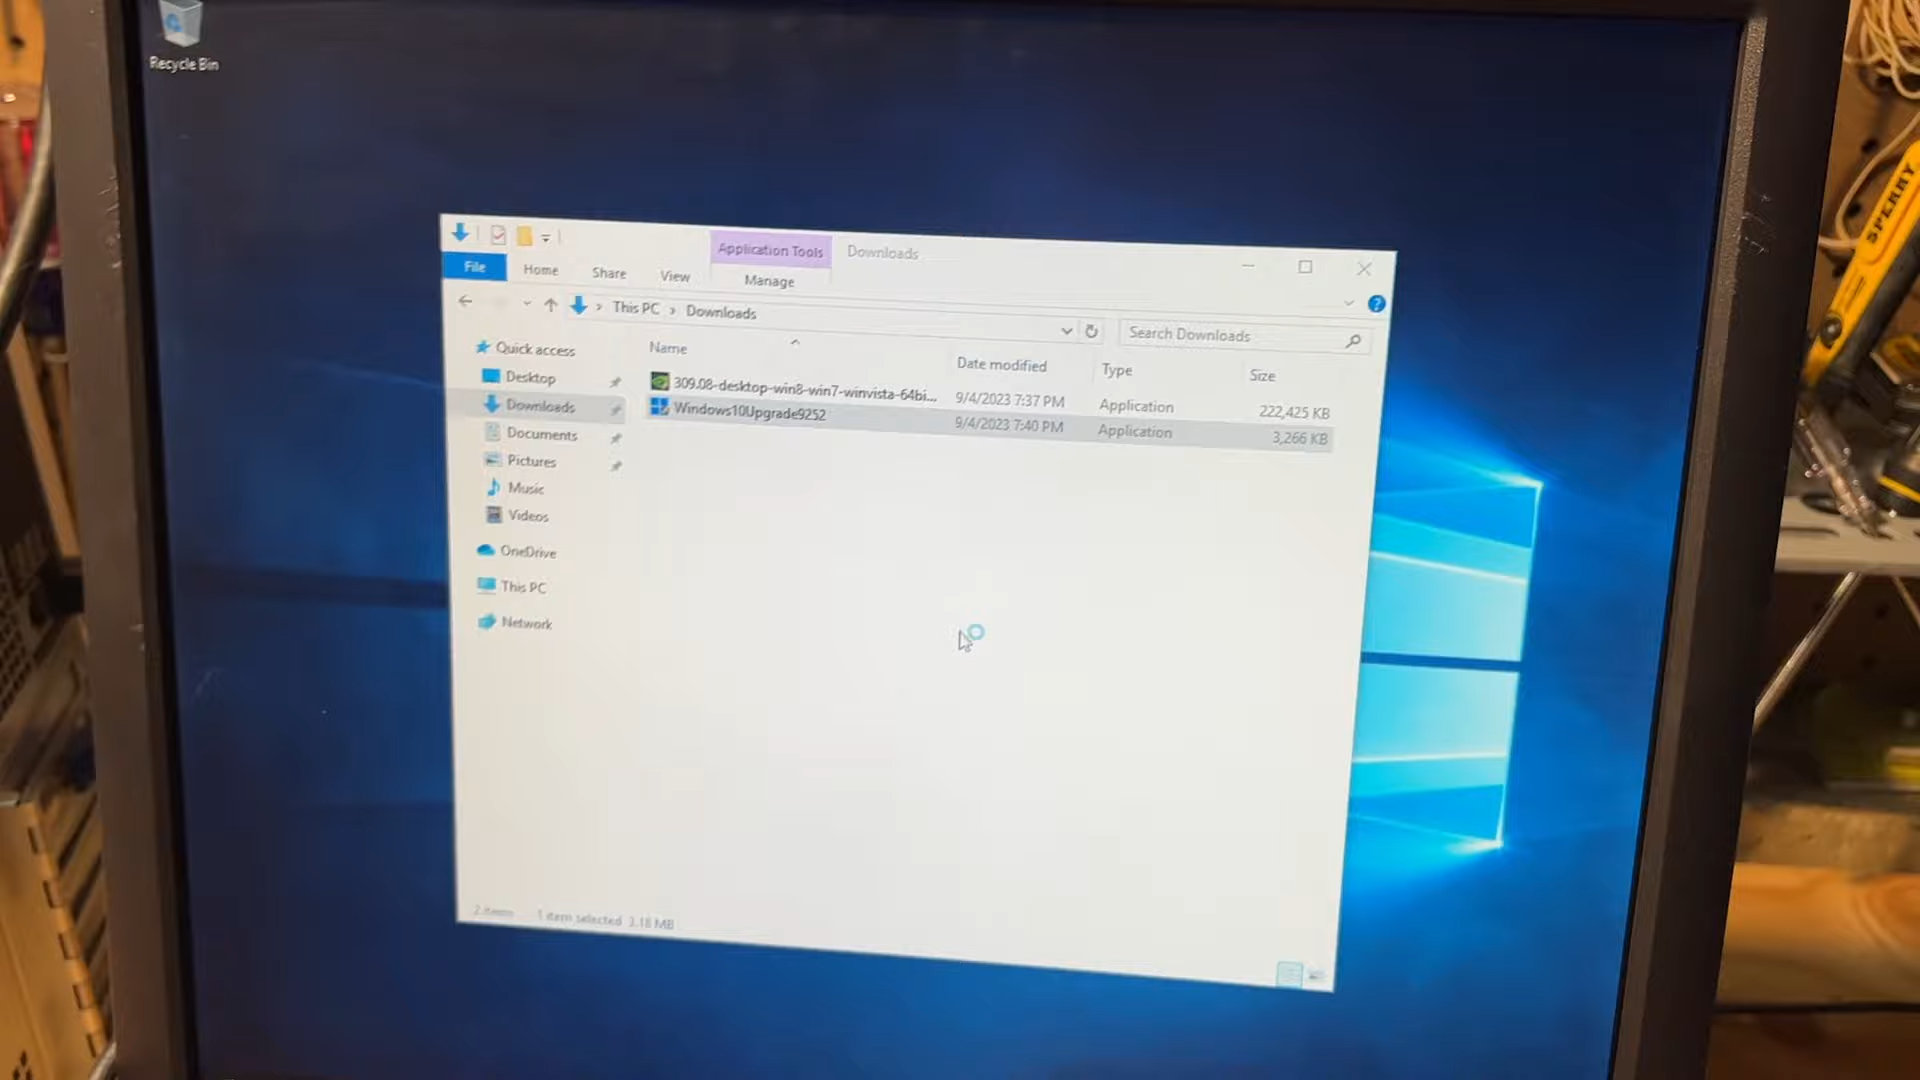 Recycle Bin
Application Tools
Downloads
File
Home
Share
View
Manage
This PC
Downloads
Search Downloads
Name
Date modified
Type
Size
309.08-desktop-win8-win7-winvista-64bi...
9/4/2023 7:37 PM
Application
222,425 KB
Windows10Upgrade9252
9/4/2023 7:40 PM
Application
3,266 KB
Quick access
Desktop
Downloads
Documents
Pictures
Music
Videos
OneDrive
This PC
Network
2 items
1 item selected 3.18 MB
SPERRY